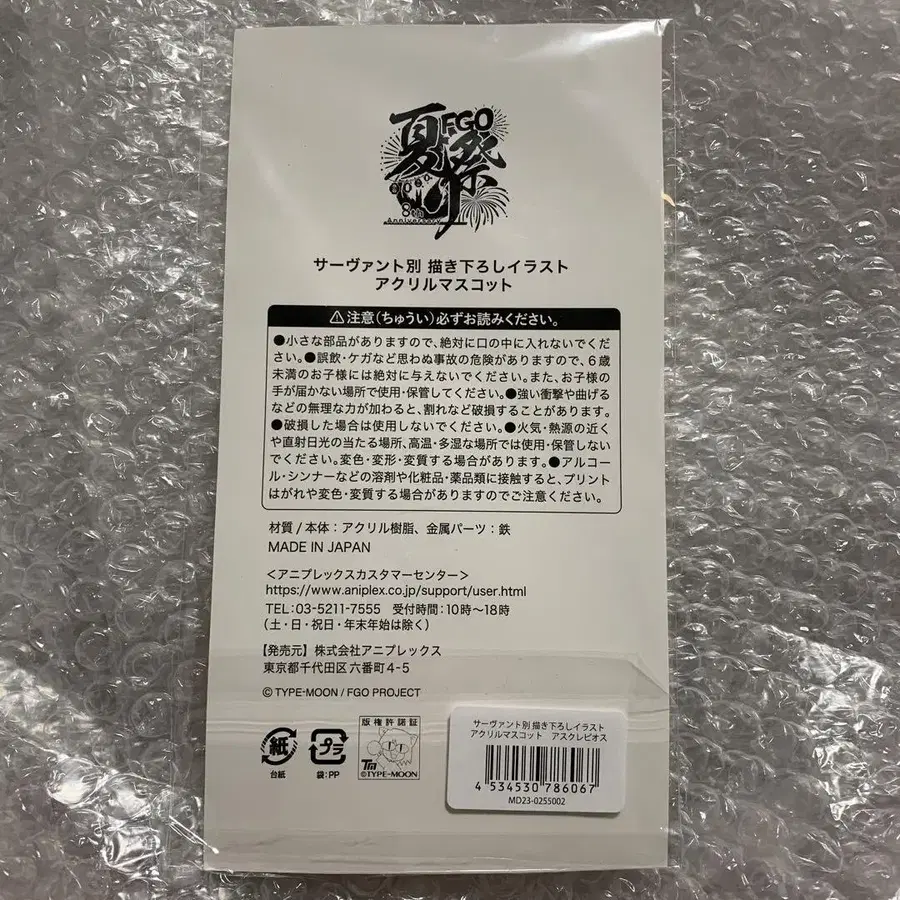 FGO
夏祭り
2023
8th
Anniversary
サーヴァント別 描き下ろしイラスト
アクリルマスコット
⚠注意(ちゅうい)必ずお読みください。
●小さな部品がありますので、絶対に口の中に入れないでくだ
さい。●誤飲・ケガなど思わぬ事故の危険がありますので、6歳
未満のお子様には絶対に与えないでください。また、お子様の
手が届かない場所で使用・保管してください。●強い衝撃や曲げる
などの無理な力が加わると、割れなど破損することがあります。
●破損した場合は使用しないでください。●火気・熱源の近く
や直射日光の当たる場所、高温・多湿な場所では使用・保管しない
でください。変色・変形・変質する場合があります。●アルコー
ル・シンナーなどの溶剤や化粧品・薬品類に接触すると、プリント
はがれや変色・変質する場合がありますのでご注意ください。
材質 / 本体：アクリル樹脂、金属パーツ：鉄
MADE IN JAPAN
＜アニプレックスカスタマーセンター＞
https://www.aniplex.co.jp/support/user.html
TEL：03-5211-7555　受付時間：10時〜18時
（土・日・祝日・年末年始は除く）
【発売元】株式会社アニプレックス
東京都千代田区六番町4-5
© TYPE-MOON / FGO PROJECT
紙
台紙
プラ
袋：PP
版権許諾証
TM
©TYPE-MOON
サーヴァント別 描き下ろしイラスト
アクリルマスコット　アスクレピオス
4 534530 786067
MD23-0255002